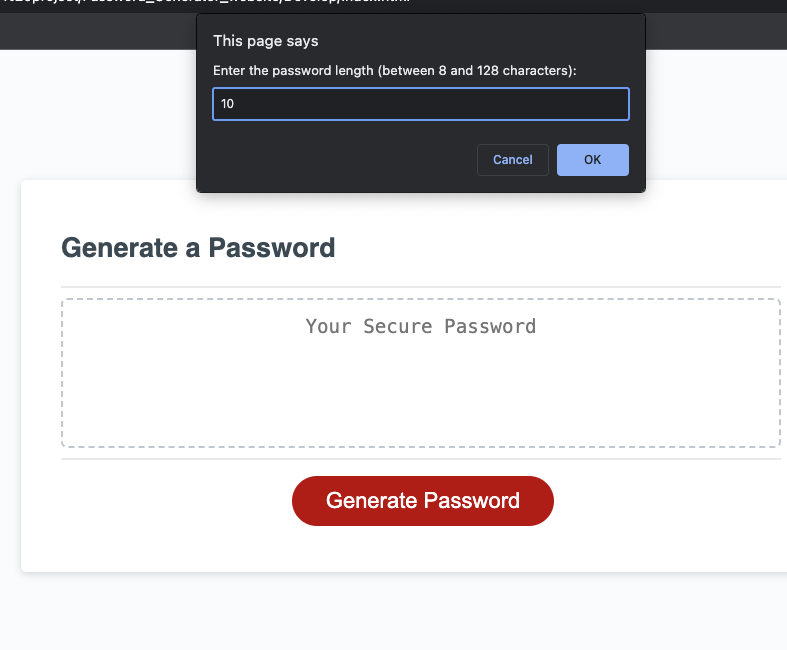 This page says
Enter the password length (between 8 and 128 characters):
10
Cancel
OK
Generate a Password
Your Secure Password
Generate Password